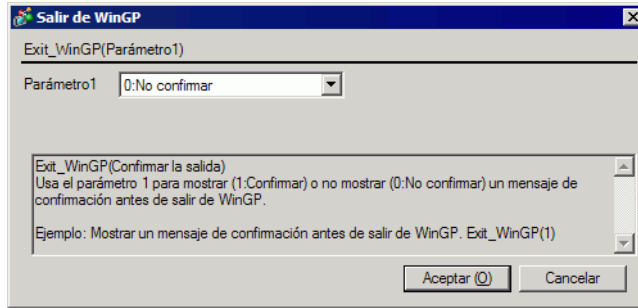 Salir de WinGP
Exit_WinGP(Parámetro1)
Parámetro1 0:No confirmar
Exit_WinGP(Confirmar la salida)
Usa el parámetro 1 para mostrar (1:Confirmar) o no mostrar (0:No confirmar) un mensaje de
confirmación antes de salir de WinGP.
Ejemplo: Mostrar un mensaje de confirmación antes de salir de WinGP. Exit_WinGP(1)
Aceptar (O) Cancelar